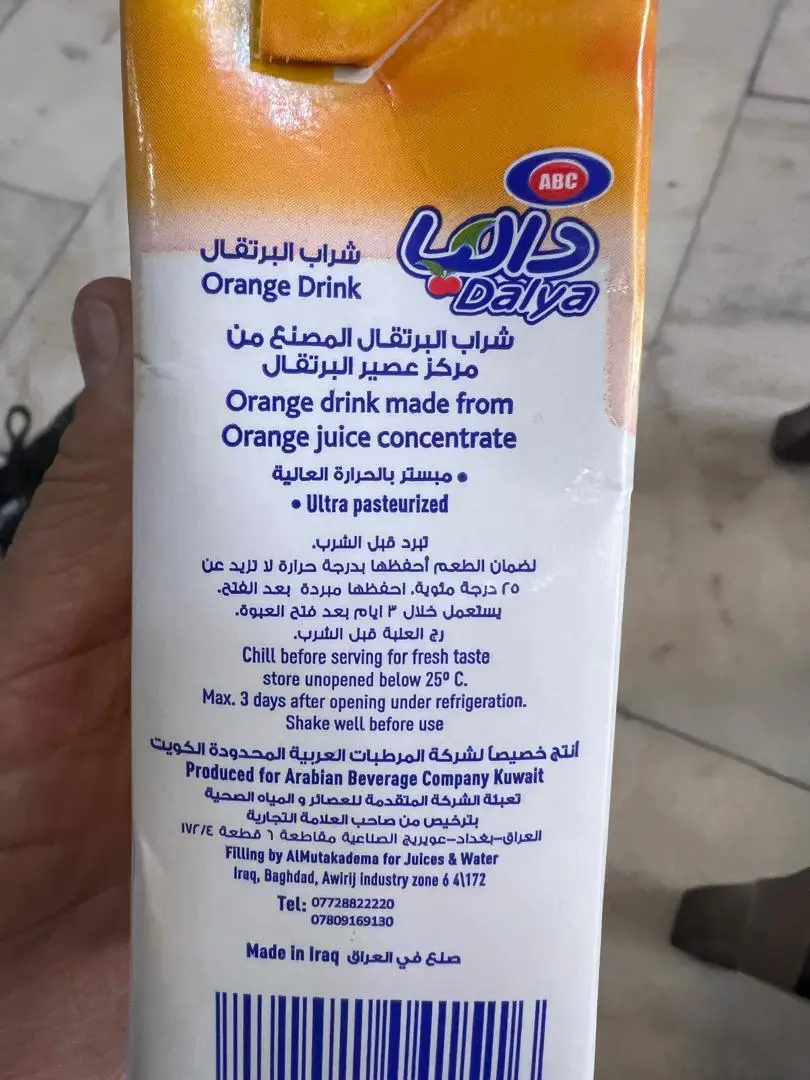 ABC
داليا
Dalya
شراب البرتقال
Orange Drink
شراب البرتقال المصنع من
مركز عصير البرتقال
Orange drink made from
Orange juice concentrate
• مبستر بالحرارة العالية
• Ultra pasteurized
تبرد قبل الشرب.
لضمان الطعم أحفظها بدرجة حرارة لا تزيد عن
٢٥ درجة مئوية. احفظها مبردة بعد الفتح.
يستعمل خلال ٣ ايام بعد فتح العبوة.
رج العلبة قبل الشرب.
Chill before serving for fresh taste
store unopened below 25º C.
Max. 3 days after opening under refrigeration.
Shake well before use
أنتج خصيصاً لشركة المرطبات العربية المحدودة الكويت
Produced for Arabian Beverage Company Kuwait
تعبئة الشركة المتقدمة للعصائر و المياه الصحية
بترخيص من صاحب العلامة التجارية
العراق-بغداد-عويريج الصناعية مقاطعة ٦ قطعة ١٧٢/٤
Filling by AlMutakadema for Juices & Water
Iraq, Baghdad, Awirij industry zone 6 4\172
Tel: 07728822220
07809169130
Made in Iraq صنع في العراق